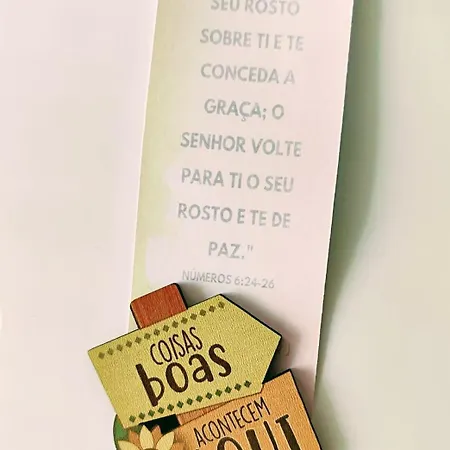 SEU ROSTO
SOBRE TI E TE
CONCEDA A
GRAÇA; O
SENHOR VOLTE
PARA TI O SEU
ROSTO E TE DE
PAZ."
NÚMEROS 6:24-26
COISAS
boas
ACONTECEM